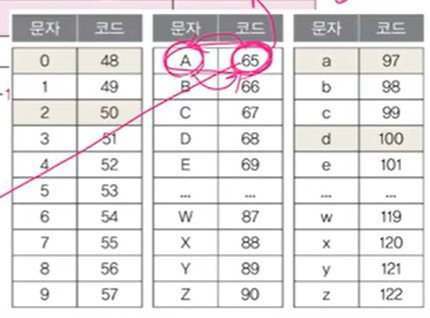 문자 코드 문자 코드 문자 코드
0 48 A 65 a 97
1 49 B 66 b 98
2 50 C 67 c 99
3 51 D 68 d 100
4 52 E 69 e 101
5 53 ... ... ... ...
6 54 W 87 w 119
7 55 X 88 x 120
8 56 Y 89 y 121
9 57 Z 90 z 122